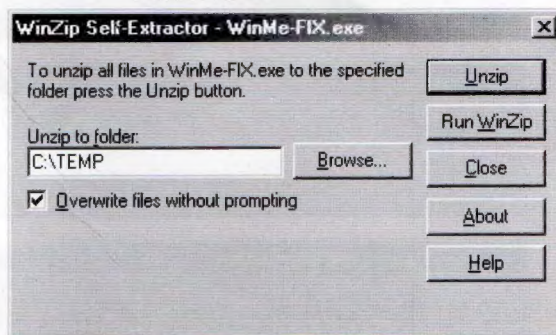 WinZip Self-Extractor - WinMe-FIX.exe
To unzip all files in WinMe-FIX.exe to the specified
folder press the Unzip button.
Unzip to folder:
C:\TEMP
Browse...
Overwrite files without prompting
Unzip
Run WinZip
Close
About
Help